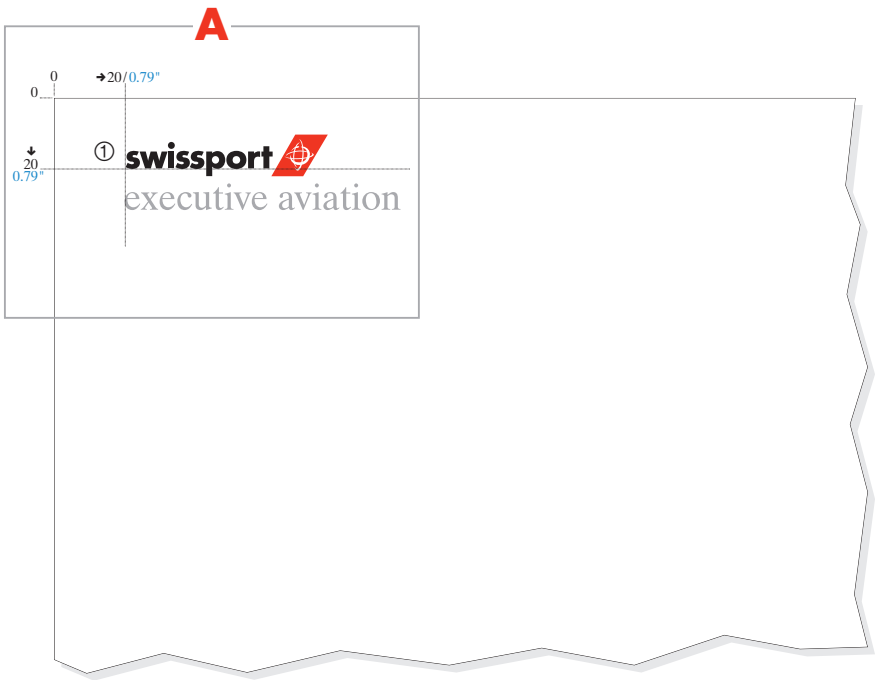 A
0
➔20/0.79"
0
➔
20
0.79"
① swissport
executive aviation